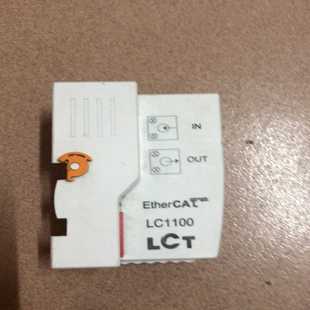 IN
OUT
EtherCAT
LC1100
LCT